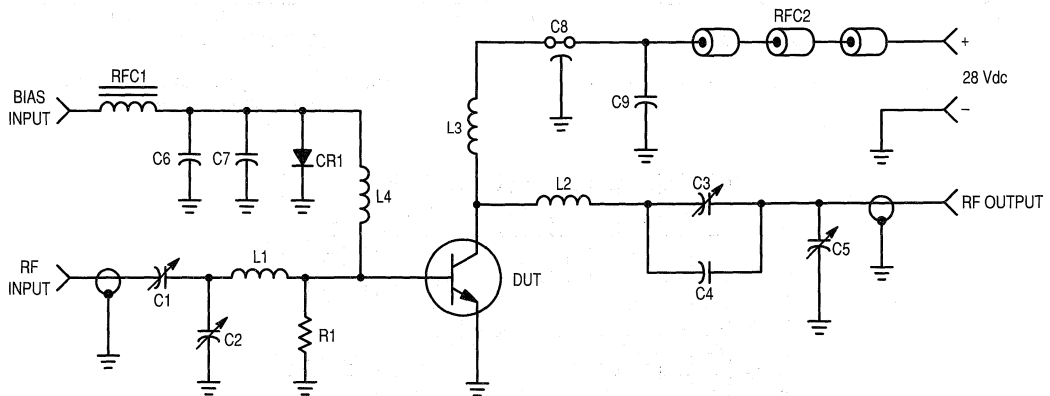 C8
RFC2
+
28 Vdc
−
RFC1
BIAS
INPUT
C9
L3
C6
C7
CR1
L4
L2
C3
RF OUTPUT
C5
C4
RF
INPUT
L1
C1
C2
R1
DUT